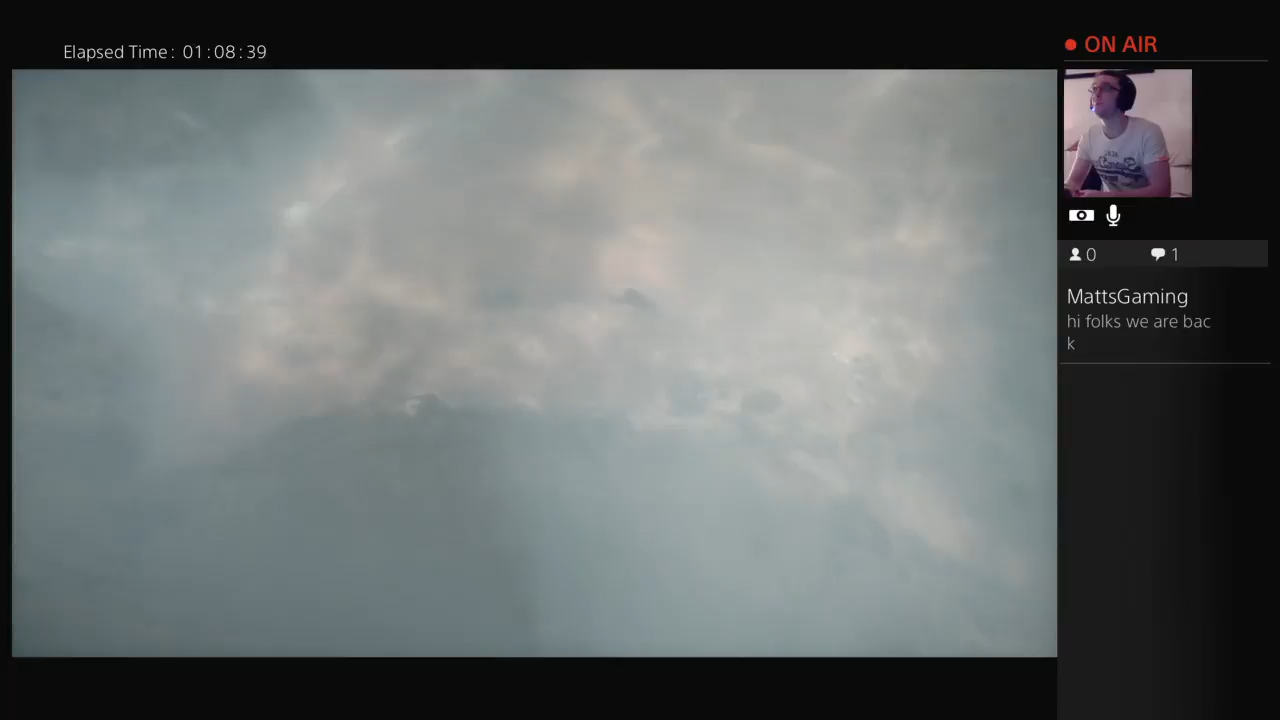 Elapsed Time: 01:08:39
ON AIR
0 1
MattsGaming
hi folks we are bac
k